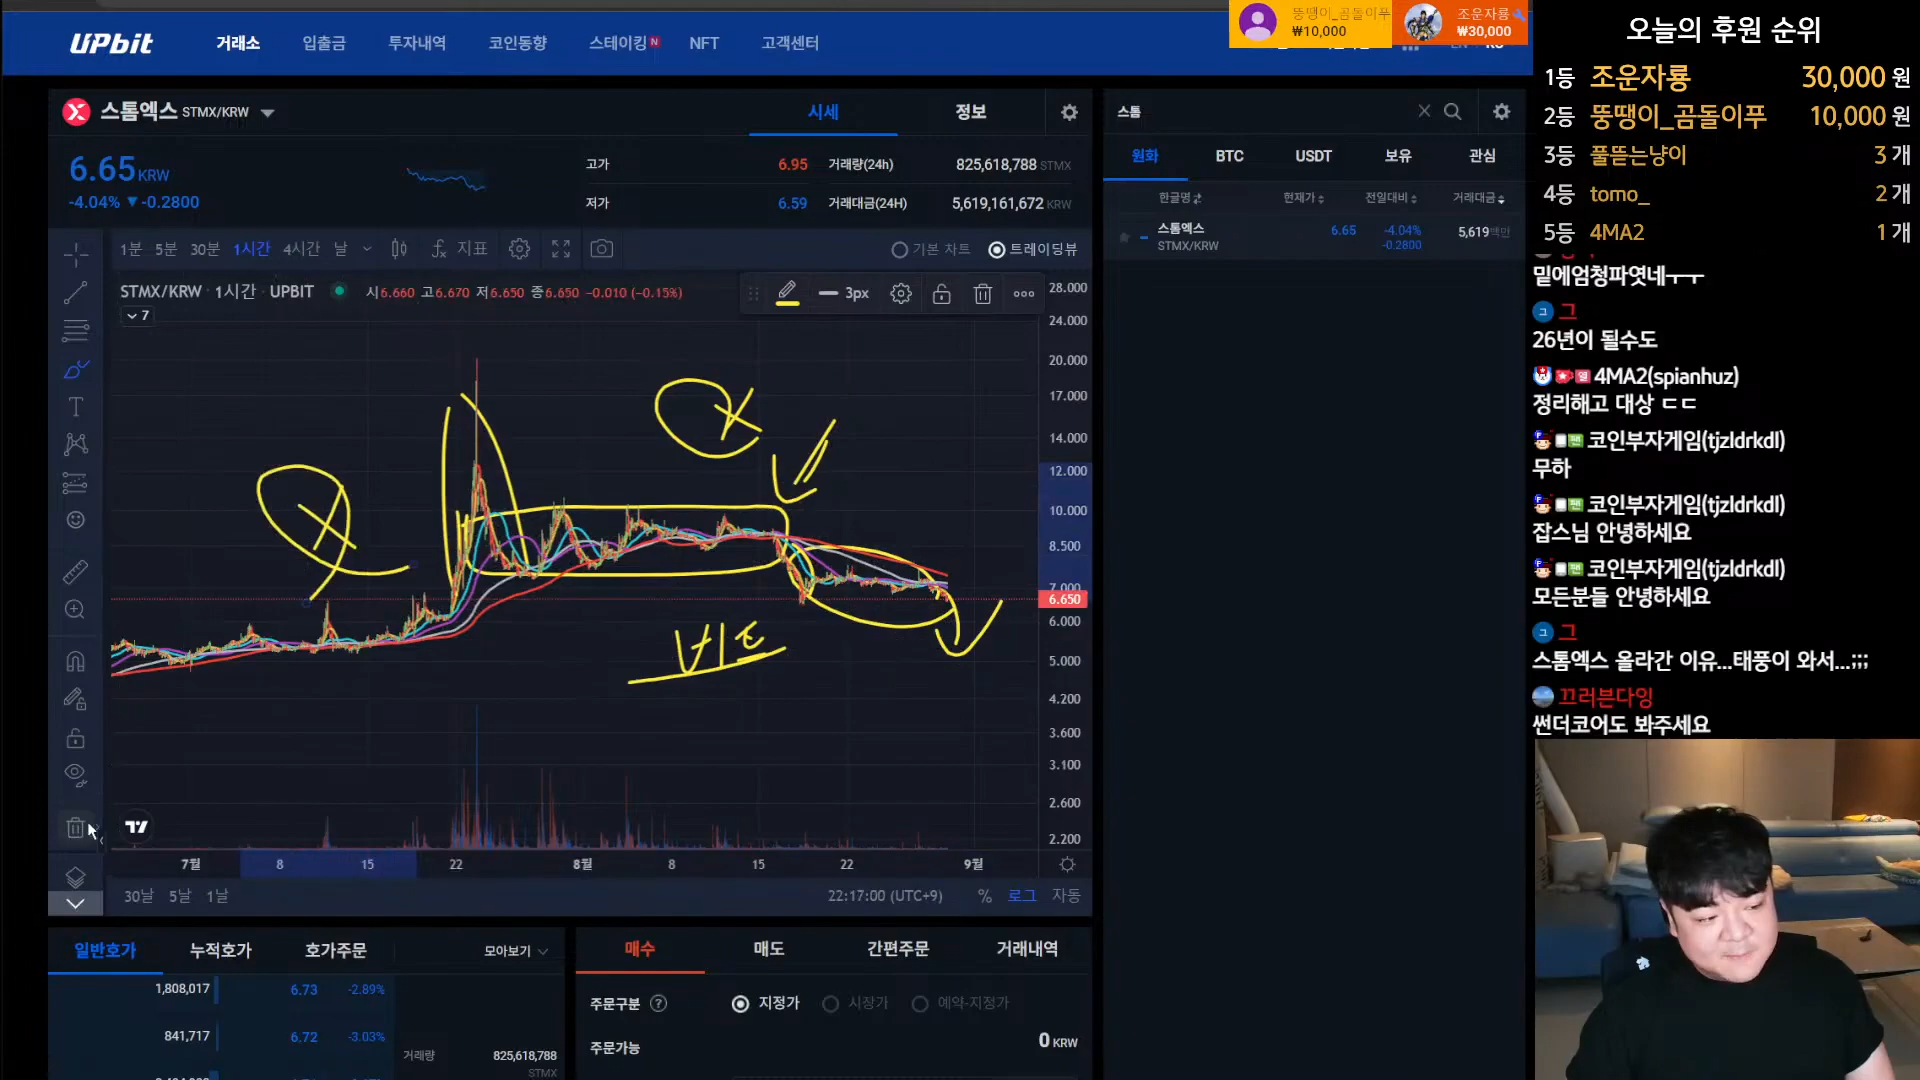 UPbit 거래소 입출금 투자내역 코인동향 스테이킹 N NFT 고객센터
뚱땡이_곰돌이푸
₩10,000
조운자룡
₩30,000
오늘의 후원 순위
1등 조운자룡 30,000 원
2등 뚱땡이_곰돌이푸 10,000 원
3등 풀뜯는냥이 3 개
4등 tomo_ 2 개
5등 4MA2 1 개
스톰엑스 STMX/KRW 시세 정보
6.65 KRW
-4.04% ▼ -0.2800
고가 6.95 거래량(24h) 825,618,788 STMX
저가 6.59 거래대금(24H) 5,619,161,672 KRW
1분 5분 30분 1시간 4시간 날 지표 기본 차트 트레이딩뷰
STMX/KRW · 1시간 · UPBIT 시6.660 고6.670 저6.650 종6.650 -0.010 (-0.15%)
7
3px
28.000
24.000
20.000
17.000
14.000
12.000
10.000
8.500
7.000
6.650
6.000
5.000
4.200
3.600
3.100
2.600
2.200
비트
7월 8 15 22 8월 8 15 22 9월
30날 5날 1날 22:17:00 (UTC+9) % 로그 자동
일반호가 누적호가 호가주문 모아보기
1,808,017 6.73 -2.89%
841,717 6.72 -3.03%
거래량 825,618,788
STMX
매수 매도 간편주문 거래내역
주문구분 ? 지정가 시장가 예약-지정가
주문가능 0 KRW
스톰
원화 BTC USDT 보유 관심
한글명 현재가 전일대비 거래대금
스톰엑스 6.65 -4.04% 5,619백만
STMX/KRW -0.2800
밑에엄청파엿네ㅜㅜ
그 그
26년이 될수도
열 4MA2(spianhuz)
정리해고 대상 ㄷㄷ
팬 코인부자게임(tjzldrkdl)
무하
팬 코인부자게임(tjzldrkdl)
잡스님 안녕하세요
팬 코인부자게임(tjzldrkdl)
모든분들 안녕하세요
그 그
스톰엑스 올라간 이유...태풍이 와서...;;;
끄러븐다잉
썬더코어도 봐주세요